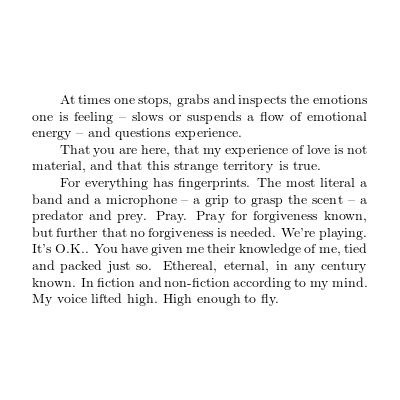 At times one stops, grabs and inspects the emotions
one is feeling – slows or suspends a flow of emotional
energy – and questions experience.
That you are here, that my experience of love is not
material, and that this strange territory is true.
For everything has fingerprints. The most literal a
band and a microphone – a grip to grasp the scent – a
predator and prey. Pray. Pray for forgiveness known,
but further that no forgiveness is needed. We're playing.
It's O.K.. You have given me their knowledge of me, tied
and packed just so. Ethereal, eternal, in any century
known. In fiction and non-fiction according to my mind.
My voice lifted high. High enough to fly.